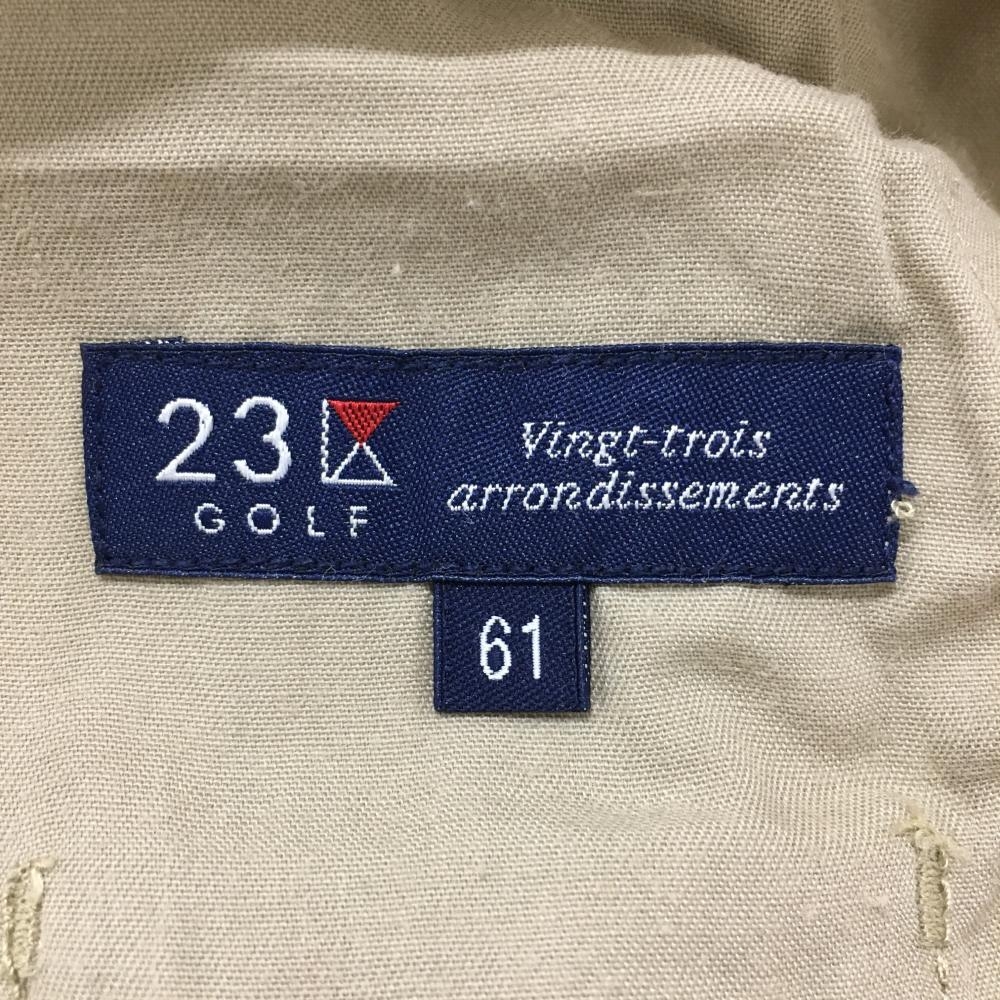 23
GOLF
Vingt-trois
arrondissements
61